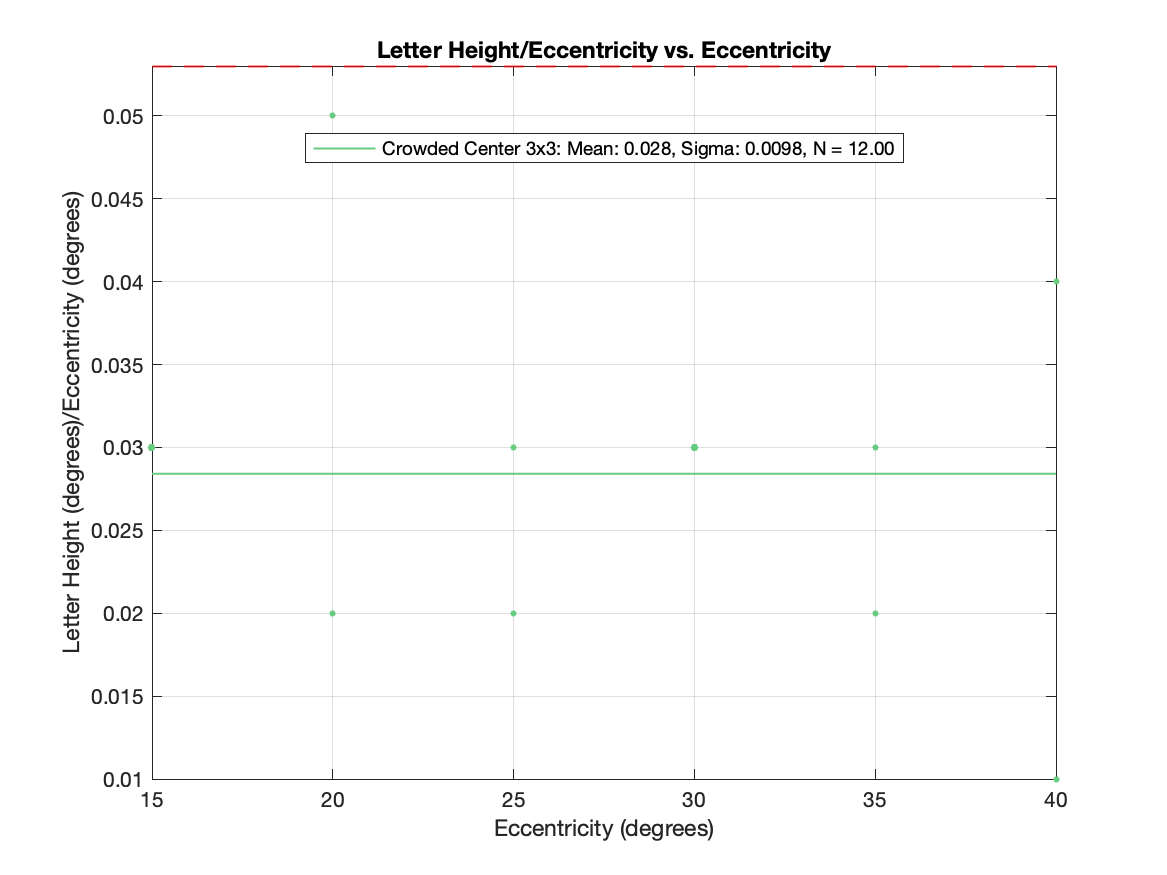 Letter Height/Eccentricity vs. Eccentricity
0.05
Crowded Center 3x3: Mean: 0.028, Sigma: 0.0098, N = 12.00
0.045
0.04
0.035
0.03
0.025
0.02
0.015
0.01
Letter Height (degrees)/Eccentricity (degrees)
15 20 25 30 35 40
Eccentricity (degrees)